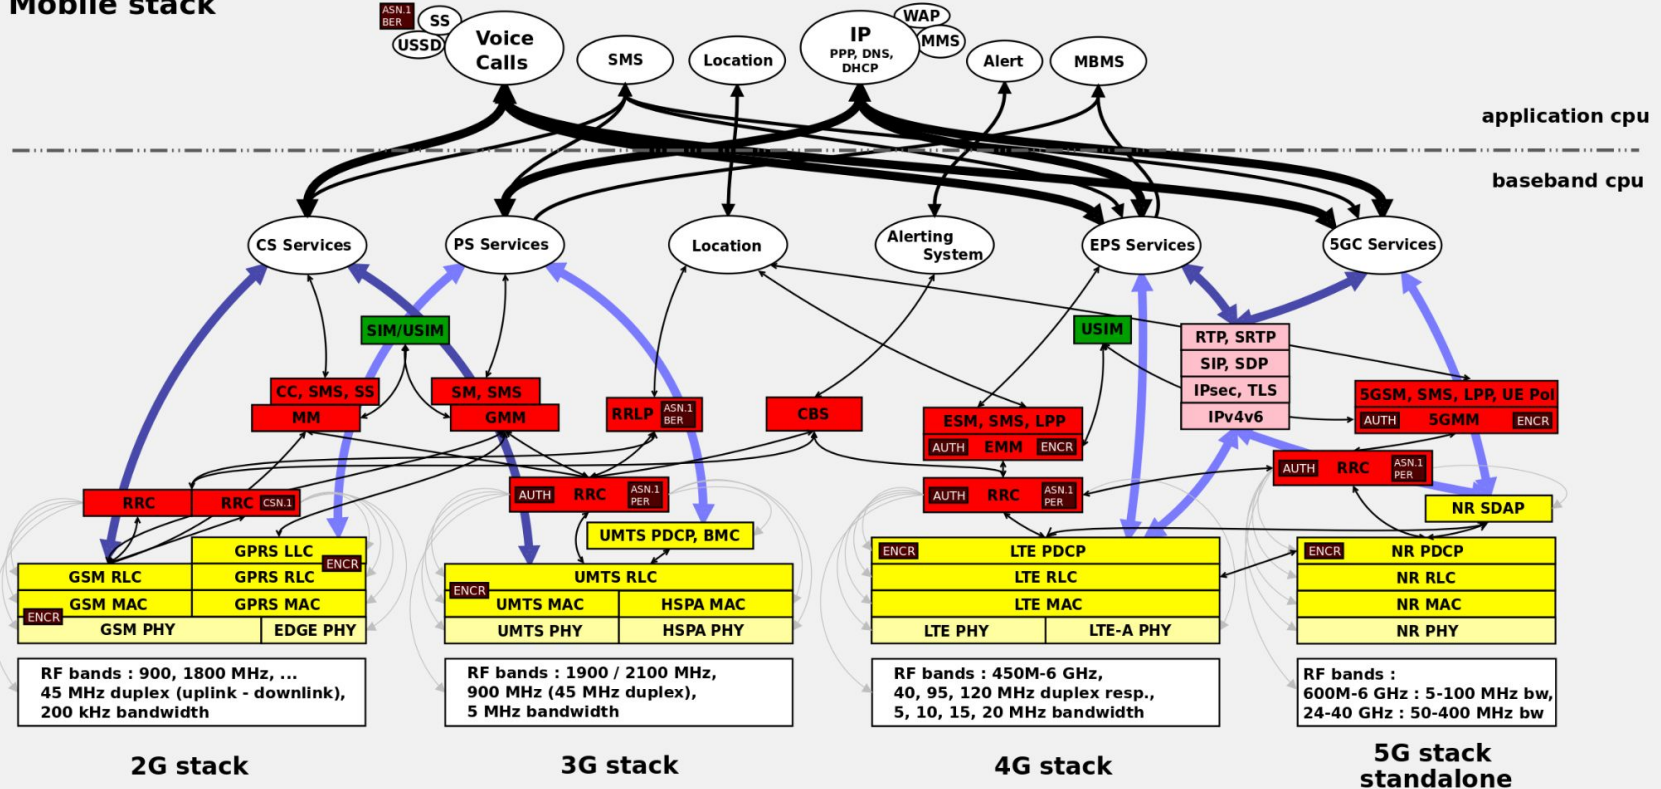 Mobile stack
ASN.1
BER
SS
USSD
Voice
Calls
SMS
Location
IP
PPP, DNS,
DHCP
WAP
MMS
Alert
MBMS
application cpu
baseband cpu
CS Services
PS Services
Location
Alerting
System
EPS Services
5GC Services
SIM/USIM
USIM
RTP, SRTP
SIP, SDP
IPsec, TLS
IPv4v6
CC, SMS, SS
MM
SM, SMS
GMM
RRLP
ASN.1
BER
CBS
ESM, SMS, LPP
AUTH
EMM
ENCR
5GSM, SMS, LPP, UE Pol
AUTH
5GMM
ENCR
RRC
RRC
CSN.1
AUTH
RRC
ASN.1
PER
AUTH
RRC
ASN.1
PER
AUTH
RRC
ASN.1
PER
NR SDAP
UMTS PDCP, BMC
GPRS LLC
ENCR
GSM RLC
GPRS RLC
GSM MAC
GPRS MAC
ENCR
GSM PHY
EDGE PHY
UMTS RLC
ENCR
UMTS MAC
HSPA MAC
UMTS PHY
HSPA PHY
ENCR
LTE PDCP
LTE RLC
LTE MAC
LTE PHY
LTE-A PHY
ENCR
NR PDCP
NR RLC
NR MAC
NR PHY
RF bands : 900, 1800 MHz, ...
45 MHz duplex (uplink - downlink),
200 kHz bandwidth
RF bands : 1900 / 2100 MHz,
900 MHz (45 MHz duplex),
5 MHz bandwidth
RF bands : 450M-6 GHz,
40, 95, 120 MHz duplex resp.,
5, 10, 15, 20 MHz bandwidth
RF bands :
600M-6 GHz : 5-100 MHz bw,
24-40 GHz : 50-400 MHz bw
2G stack
3G stack
4G stack
5G stack
standalone